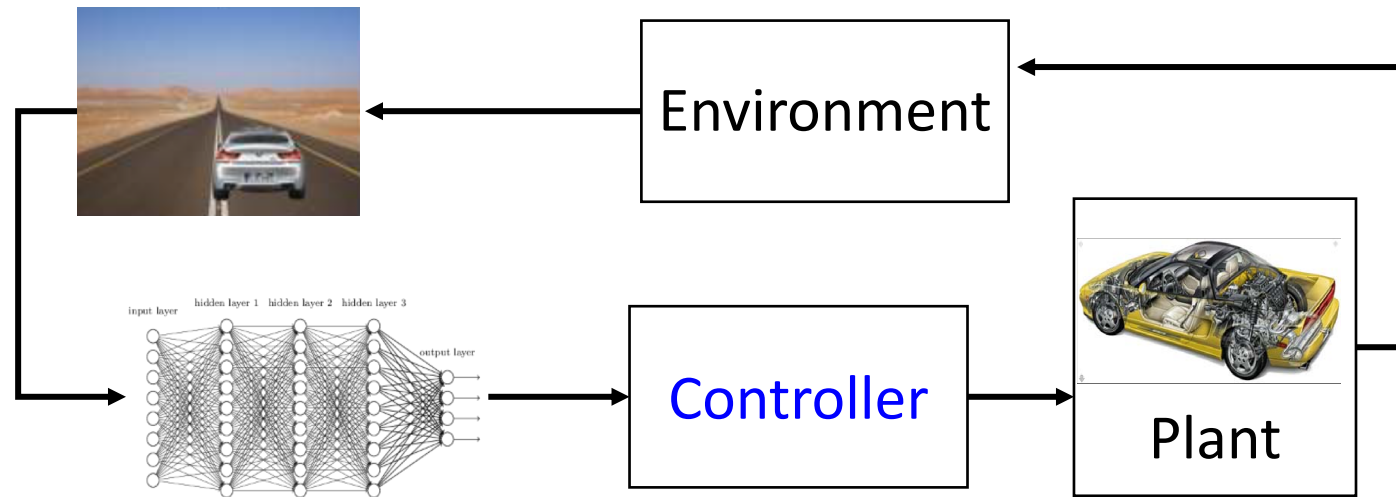 Environment
hidden layer 1 hidden layer 2 hidden layer 3
input layer
output layer
Controller
Plant